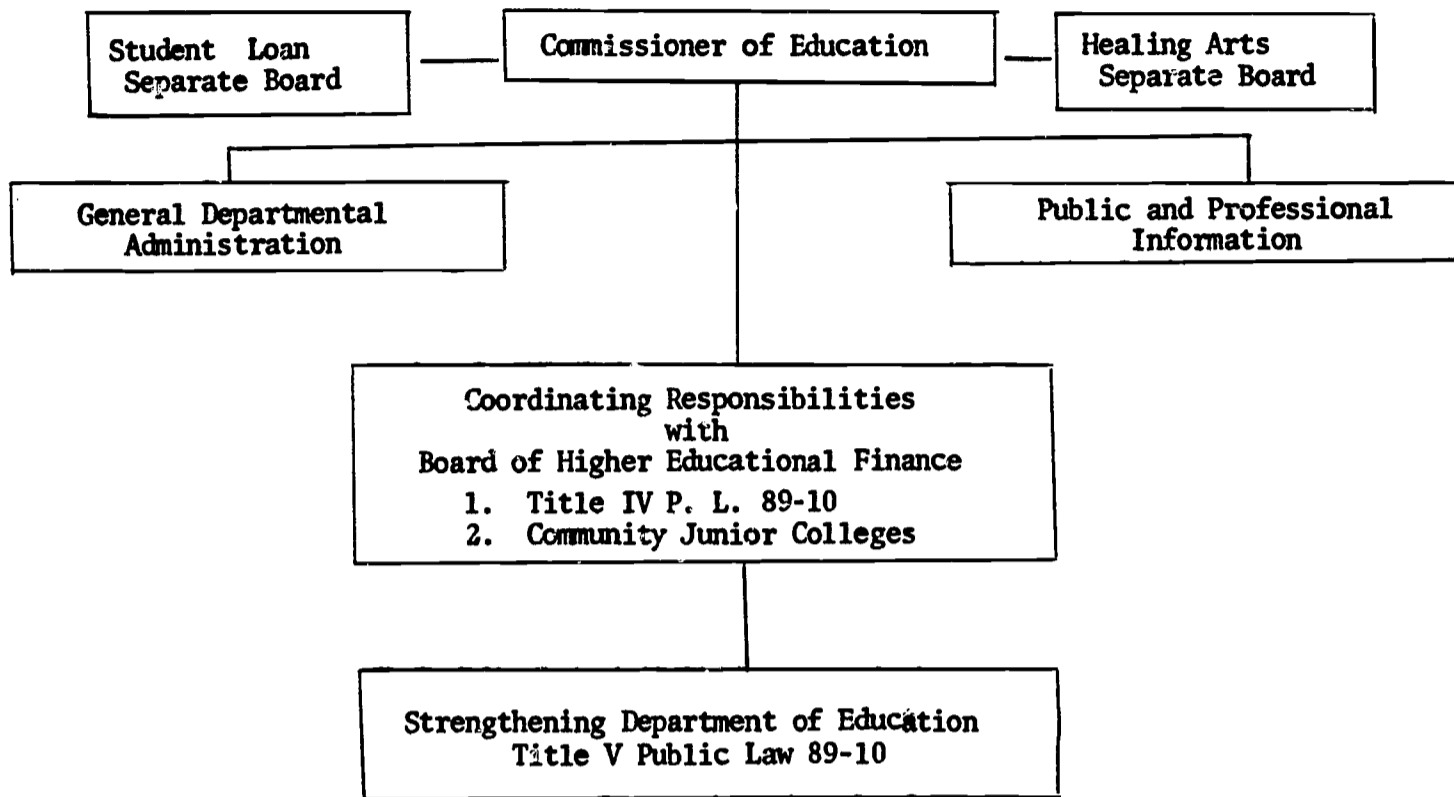 Student Loan
Separate Board
Commissioner of Education
Healing Arts
Separate Board
General Departmental
Administration
Public and Professional
Information
Coordinating Responsibilities
with
Board of Higher Educational Finance
1. Title IV P. L. 89-10
2. Community Junior Colleges
Strengthening Department of Education
Title V Public Law 89-10